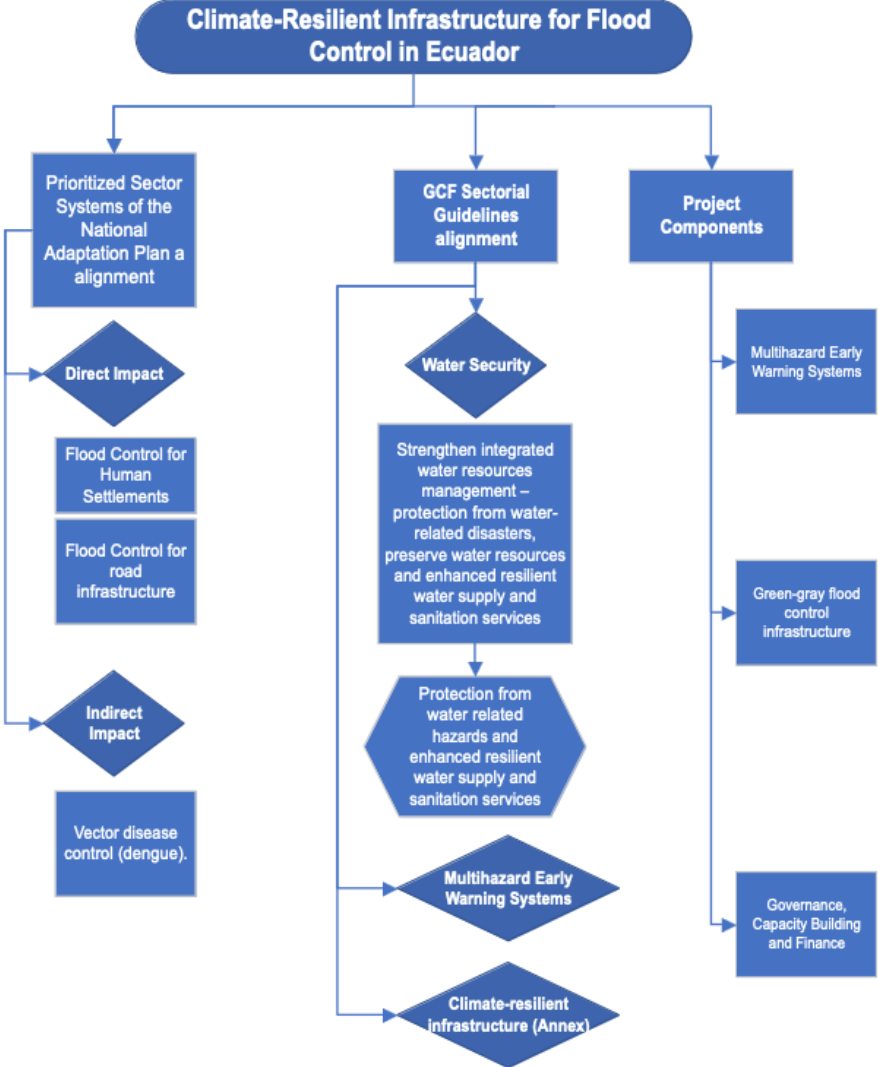 Climate-Resilient Infrastructure for Flood
Control in Ecuador
Prioritized Sector
Systems of the
National
Adaptation Plan a
alignment
Direct Impact
Flood Control for
Human
Settlements
Flood Control for
road
infrastructure
Indirect
Impact
Vector disease
control (dengue).
GCF Sectorial
Guidelines
alignment
Water Security
Strengthen integrated
water resources
management –
protection from water-
related disasters,
preserve water resources
and enhanced resilient
water supply and
sanitation services
Protection from
water related
hazards and
enhanced resilient
water supply and
sanitation services
Multihazard Early
Warning Systems
Climate-resilient
infrastructure (Annex)
Project
Components
Multihazard Early
Warning Systems
Green-gray flood
control
infrastructure
Governance,
Capacity Building
and Finance